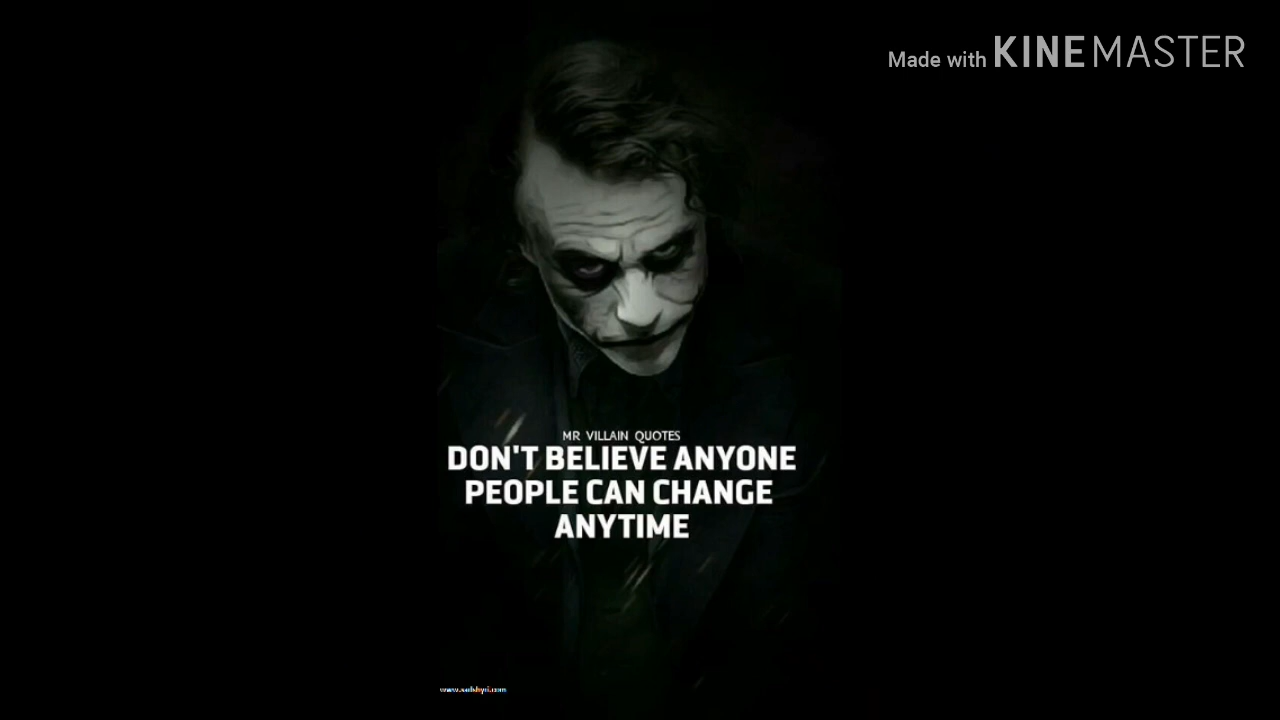 Made with KINEMASTER
MR VILLAIN QUOTES
DON'T BELIEVE ANYONE
PEOPLE CAN CHANGE
ANYTIME